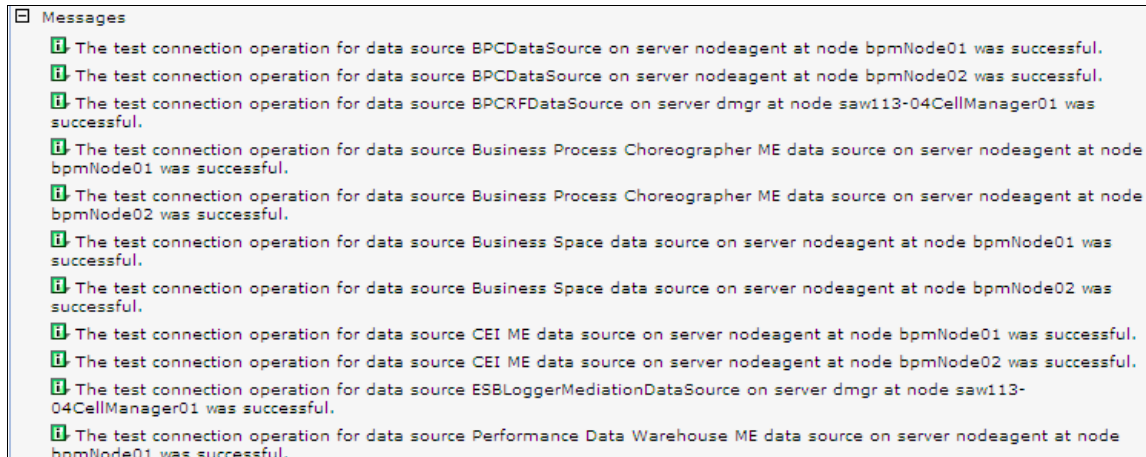 Messages
The test connection operation for data source BPCDataSource on server nodeagent at node bpmNode01 was successful.
The test connection operation for data source BPCDataSource on server nodeagent at node bpmNode02 was successful.
The test connection operation for data source BPCRFDataSource on server dmgr at node saw113-04CellManager01 was
successful.
The test connection operation for data source Business Process Choreographer ME data source on server nodeagent at node
bpmNode01 was successful.
The test connection operation for data source Business Process Choreographer ME data source on server nodeagent at node
bpmNode02 was successful.
The test connection operation for data source Business Space data source on server nodeagent at node bpmNode01 was
successful.
The test connection operation for data source Business Space data source on server nodeagent at node bpmNode02 was
successful.
The test connection operation for data source CEI ME data source on server nodeagent at node bpmNode01 was successful.
The test connection operation for data source CEI ME data source on server nodeagent at node bpmNode02 was successful.
The test connection operation for data source ESBLoggerMediationDataSource on server dmgr at node saw113-
04CellManager01 was successful.
The test connection operation for data source Performance Data Warehouse ME data source on server nodeagent at node
bpmNode01 was successful.